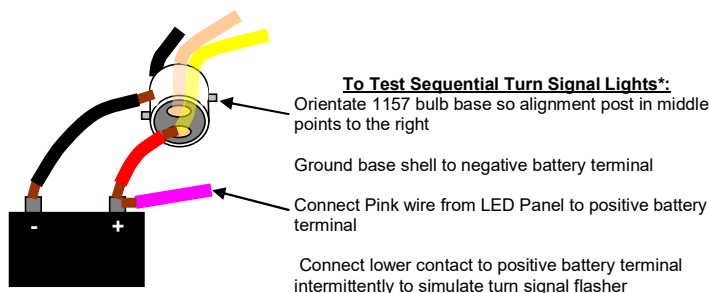 To Test Sequential Turn Signal Lights*:
Orientate 1157 bulb base so alignment post in middle
points to the right
Ground base shell to negative battery terminal
Connect Pink wire from LED Panel to positive battery
terminal
Connect lower contact to positive battery terminal
intermittently to simulate turn signal flasher
- +